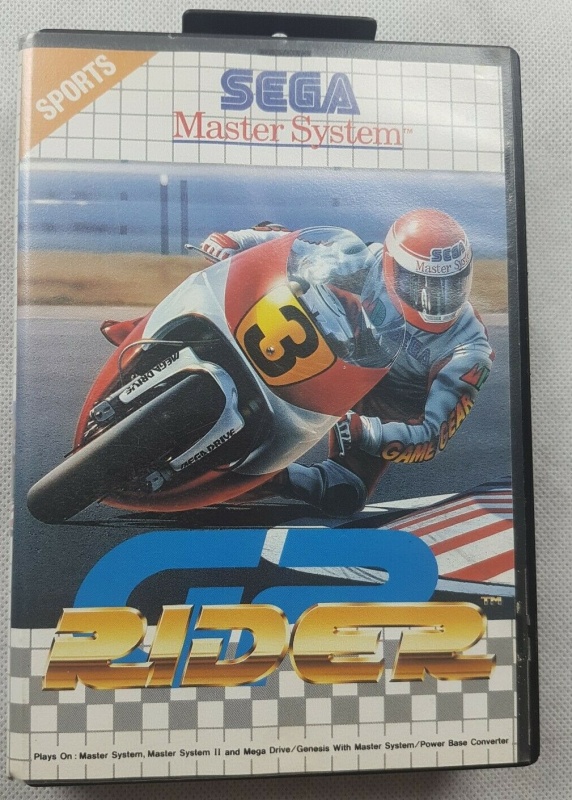 SPORTS
SEGA
Master System™
SEGA
Master System
3
MEGA DRIVE
MEGA DRIVE
GAME GEAR
GP
RIDER
TM
Plays On : Master System, Master System II and Mega Drive/Genesis With Master System/Power Base Converter